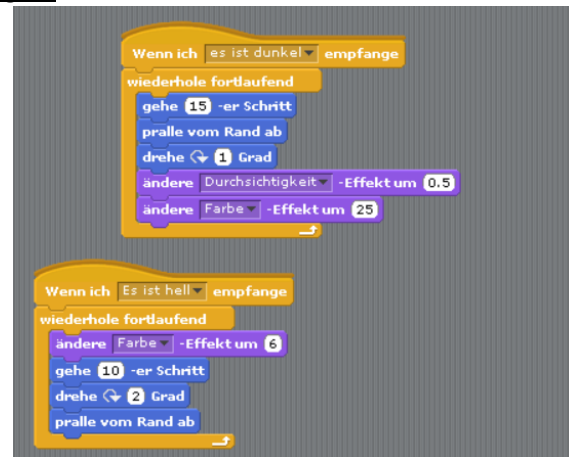 Wenn ich es ist dunkel empfange
wiederhole fortlaufend
gehe 15 -er Schritt
pralle vom Rand ab
drehe 1 Grad
ändere Durchsichtigkeit -Effekt um 0.5
ändere Farbe -Effekt um 25
Wenn ich Es ist hell empfange
wiederhole fortlaufend
ändere Farbe -Effekt um 6
gehe 10 -er Schritt
drehe 2 Grad
pralle vom Rand ab